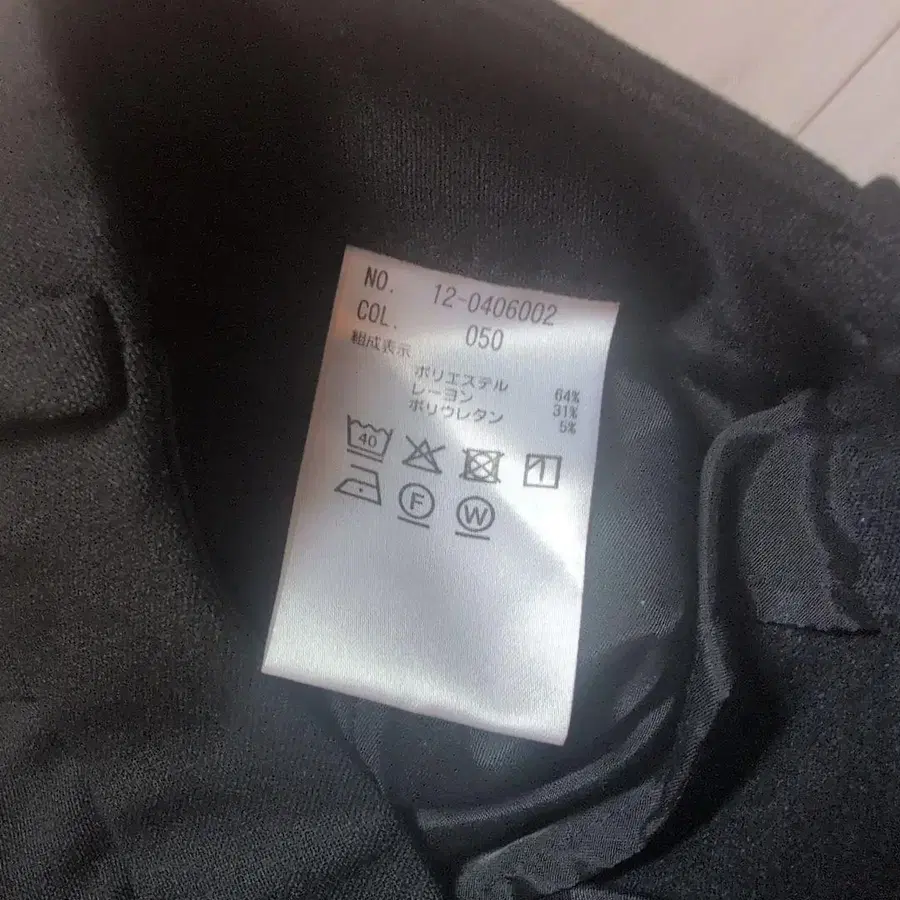 NO. 12-0406002
COL. 050
組成表示
ポリエステル 64%
レーヨン 31%
ポリウレタン 5%
40
F W